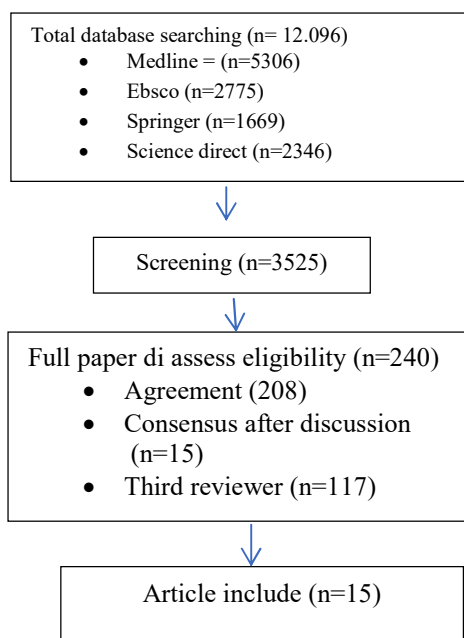 Total database searching (n= 12.096)
• Medline = (n=5306)
• Ebsco (n=2775)
• Springer (n=1669)
• Science direct (n=2346)
Screening (n=3525)
Full paper di assess eligibility (n=240)
• Agreement (208)
• Consensus after discussion
(n=15)
• Third reviewer (n=117)
Article include (n=15)